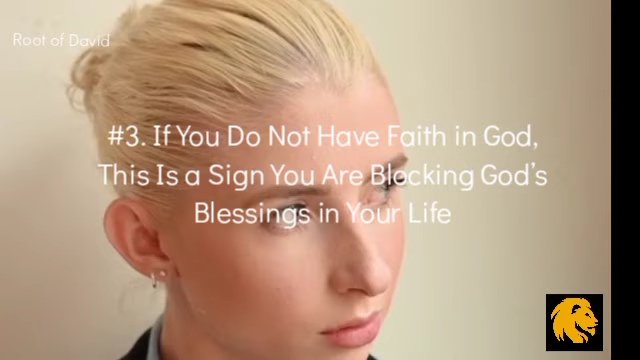 Root of David
#3. If You Do Not Have Faith in God,
This Is a Sign You Are Blocking God's
Blessings in Your Life